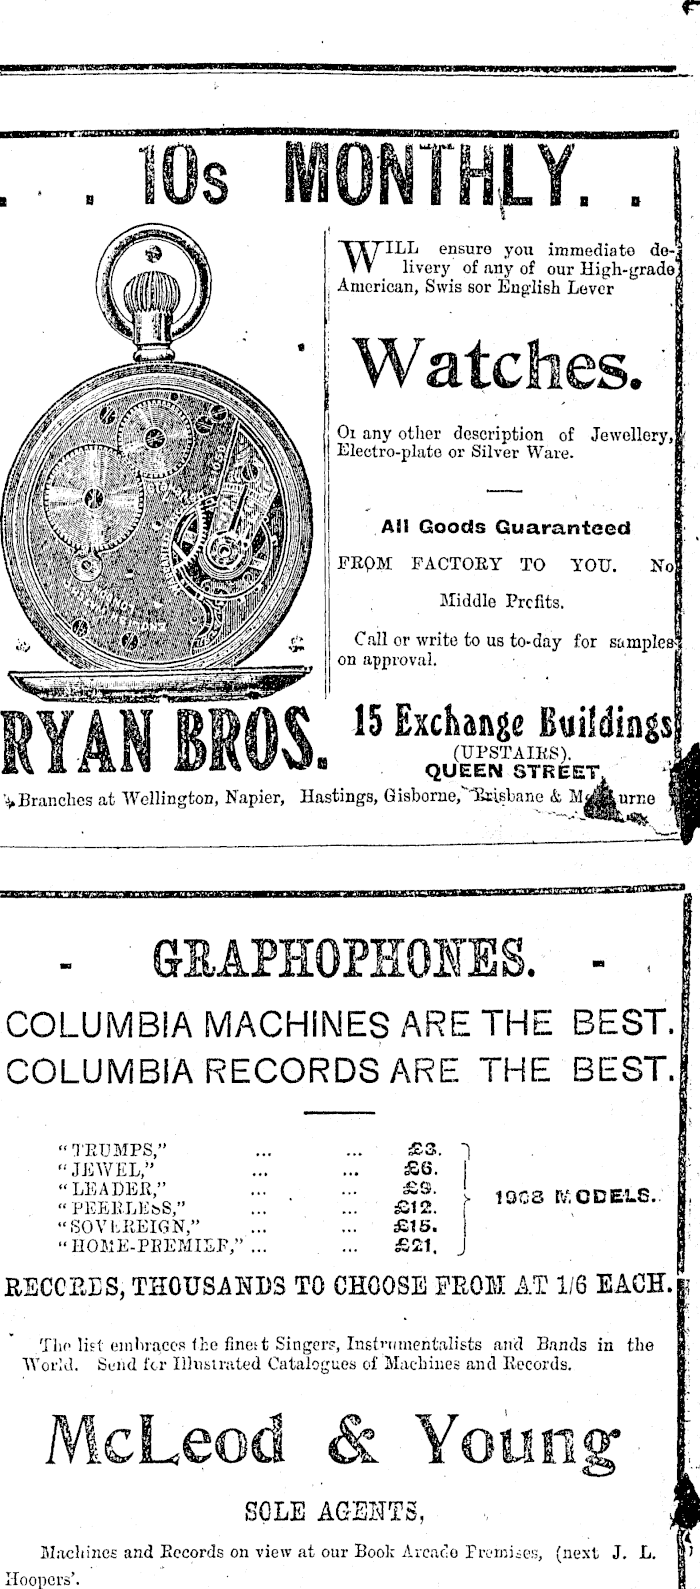 . . 10s MONTHLY. .
WILL ensure you immediate de-
livery of any of our High-grade
American, Swis sor English Lever
Watches.
Or any other description of Jewellery,
Electro-plate or Silver Ware.
All Goods Guaranteed
FROM FACTORY TO YOU. No
Middle Profits.
Call or write to us to-day for samples
on approval.
RYAN BROS.
15 Exchange Buildings
(UPSTAIRS).
QUEEN STREET,
Branches at Wellington, Napier, Hastings, Gisborne, Brisbane &
- GRAPHOPHONES. -
COLUMBIA MACHINES ARE THE BEST.
COLUMBIA RECORDS ARE THE BEST.
"TRUMPS," ... ... £3.
"JEWEL," ... ... £6.
"LEADER," ... ... £9.
"PEERLESS," ... ... £12.
"SOVEREIGN," ... ... £15.
"HOME-PREMIER," ... ... £21.
1908 MODELS.
RECORDS, THOUSANDS TO CHOOSE FROM AT 1/6 EACH.
The list embraces the finest Singers, Instrumentalists and Bands in the
World. Send for Illustrated Catalogues of Machines and Records.
McLeod & Young
SOLE AGENTS,
Machines and Records on view at our Book Arcade Premises, (next J. L.
Hoopers'.